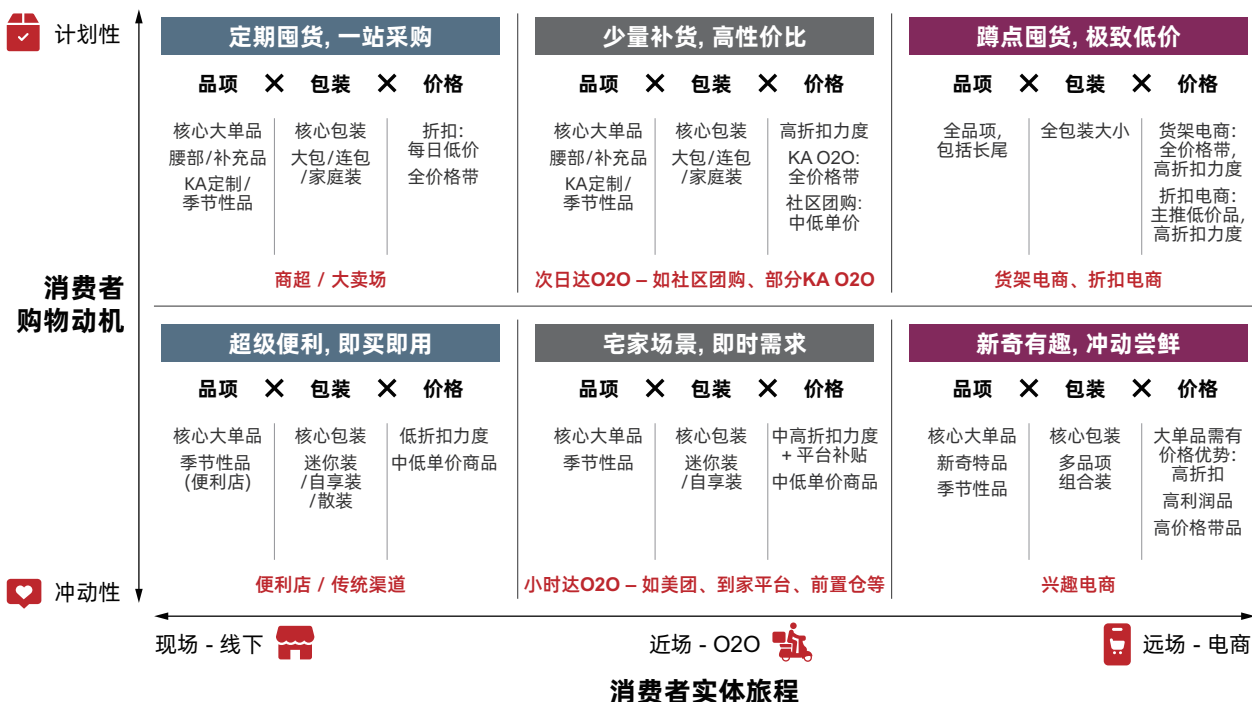 计划性
定期囤货, 一站采购
品项 × 包装 × 价格
核心大单品
腰部/补充品
KA定制/
季节性品
核心包装
大包/连包
/家庭装
折扣:
每日低价
全价格带
商超 / 大卖场
少量补货, 高性价比
品项 × 包装 × 价格
核心大单品
腰部/补充品
KA定制/
季节性品
核心包装
大包/连包
/家庭装
高折扣力度
KA O2O:
全价格带
社区团购:
中低单价
次日达O2O – 如社区团购、部分KA O2O
蹲点囤货, 极致低价
品项 × 包装 × 价格
全品项,
包括长尾
全包装大小
货架电商:
全价格带,
高折扣力度
折扣电商:
主推低价品,
高折扣力度
货架电商、折扣电商
消费者
购物动机
超级便利, 即买即用
品项 × 包装 × 价格
核心大单品
季节性品
(便利店)
核心包装
迷你装
/自享装
/散装
低折扣力度
中低单价商品
便利店 / 传统渠道
宅家场景, 即时需求
品项 × 包装 × 价格
核心大单品
季节性品
核心包装
迷你装
/自享装
中高折扣力度
+ 平台补贴
中低单价商品
小时达O2O – 如美团、到家平台、前置仓等
新奇有趣, 冲动尝鲜
品项 × 包装 × 价格
核心大单品
新奇特品
季节性品
核心包装
多品项
组合装
大单品需有
价格优势:
高折扣
高利润品
高价格带品
兴趣电商
冲动性
现场 - 线下
近场 - O2O
远场 - 电商
消费者实体旅程